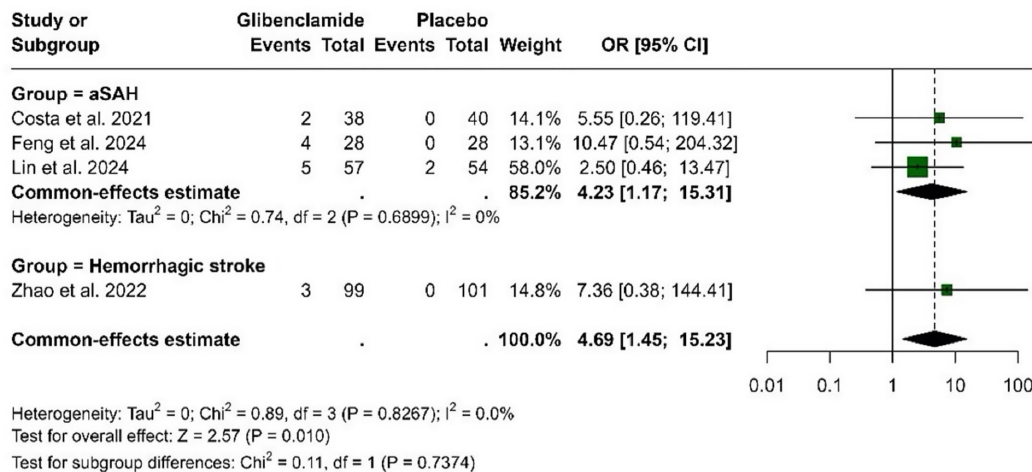 Study or Glibenclamide Placebo
Subgroup Events Total Events Total Weight OR [95% CI]
Group = aSAH
Costa et al. 2021 2 38 0 40 14.1% 5.55 [0.26; 119.41]
Feng et al. 2024 4 28 0 28 13.1% 10.47 [0.54; 204.32]
Lin et al. 2024 5 57 2 54 58.0% 2.50 [0.46; 13.47]
Common-effects estimate . . 85.2% 4.23 [1.17; 15.31]
Heterogeneity: Tau² = 0; Chi² = 0.74, df = 2 (P = 0.6899); I² = 0%
Group = Hemorrhagic stroke
Zhao et al. 2022 3 99 0 101 14.8% 7.36 [0.38; 144.41]
Common-effects estimate . . 100.0% 4.69 [1.45; 15.23]
0.01 0.1 1 10 100
Heterogeneity: Tau² = 0; Chi² = 0.89, df = 3 (P = 0.8267); I² = 0.0%
Test for overall effect: Z = 2.57 (P = 0.010)
Test for subgroup differences: Chi² = 0.11, df = 1 (P = 0.7374)